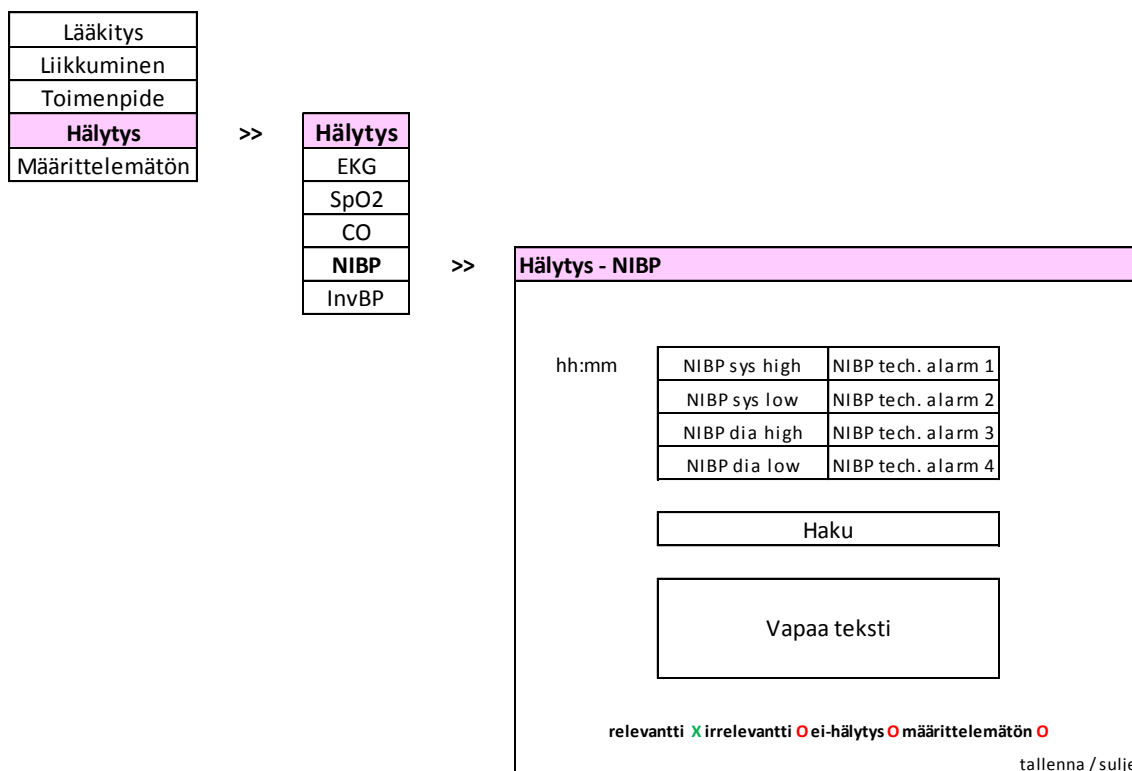 Lääkitys
Liikkuminen
Toimenpide
Hälytys >> Hälytys
Määrittelemätön EKG
SpO2
CO
NIBP >> Hälytys - NIBP
InvBP
hh:mm NIBP sys high NIBP tech. alarm 1
NIBP sys low NIBP tech. alarm 2
NIBP dia high NIBP tech. alarm 3
NIBP dia low NIBP tech. alarm 4
Haku
Vapaa teksti
relevantti X irrelevantti O ei-hälytys O määrittelemätön O
tallenna / sulje